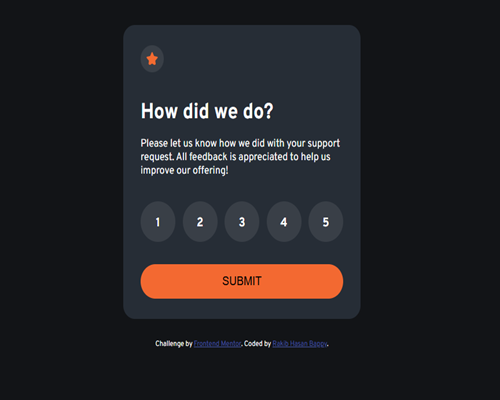 How did we do?
Please let us know how we did with your support
request. All feedback is appreciated to help us
improve our offering!
1 2 3 4 5
SUBMIT
Challenge by Frontend Mentor. Coded by Rakib Hasan Bappy.